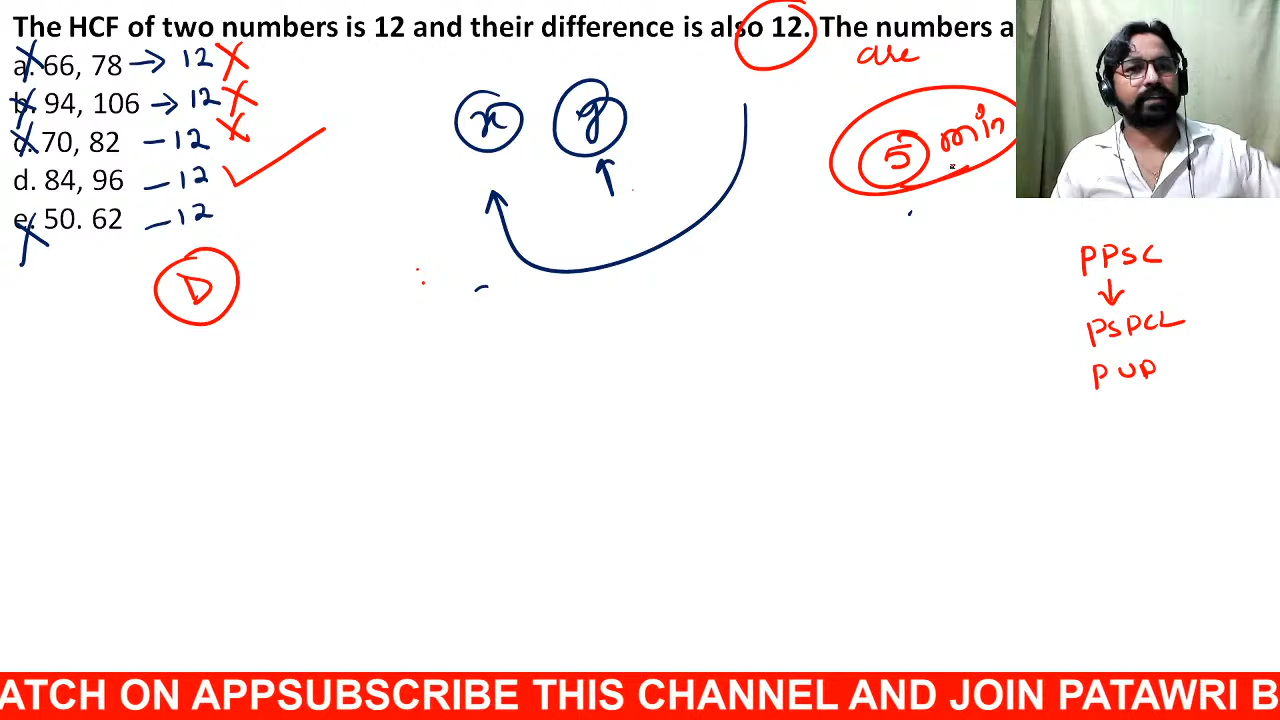 The HCF of two numbers is 12 and their difference is also 12. The numbers a
are
a. 66, 78 → 12 X
b. 94, 106 → 12 X
c. 70, 82 – 12 X
d. 84, 96 – 12 ✓
e. 50. 62 – 12
x y
5 min
D
PPSC
↓
PSPCL
PUP
ATCH ON APPSUBSCRIBE THIS CHANNEL AND JOIN PATAWRI B